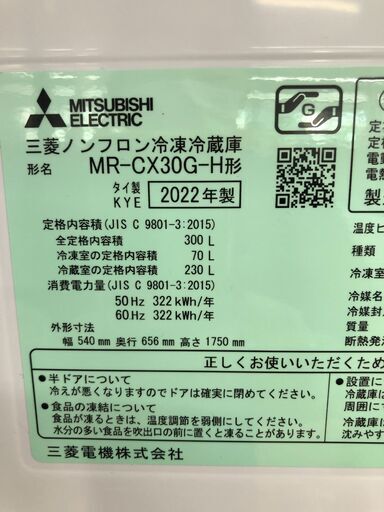 MITSUBISHI
ELECTRIC
G
三菱ノンフロン冷凍冷蔵庫
形名 MR-CX30G-H形
タイ製
KYE 2022年製
定格内容積(JIS C 9801-3:2015)
全定格内容積 300 L
冷凍室の定格内容積 70 L
冷蔵室の定格内容積 230 L
消費電力量(JIS C 9801-3:2015)
50Hz 322 kWh/年
60Hz 322 kWh/年
外形寸法
幅 540 mm 奥行 656 mm 高さ 1750 mm
定格
定格
電動
電熱
製
温度ヒ
種類
冷媒名
冷媒封
質量
断熱発
正しくお使いいただくため
●半ドアについて
冷えが悪くなりますのでドアは確実に閉めてください。
●食品の凍結について
食品が凍るときは、温度調節を弱側にしてください。
水分の多い食品を吹出口の前に置くと凍ることがあります。
●設置に
冷蔵庫は
周囲に
冷蔵庫
沈みやす
三菱電機株式会社